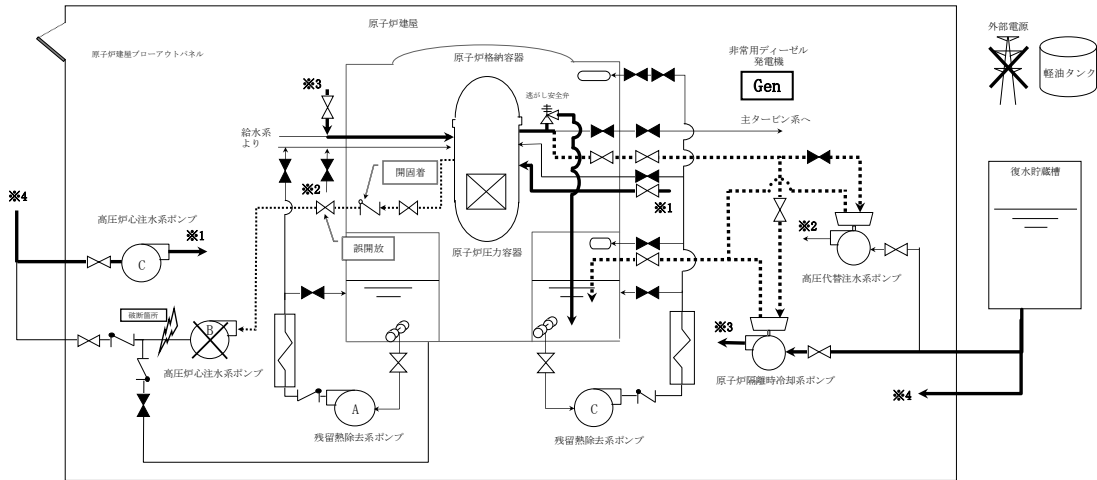 原子炉建屋
外部電源
原子炉建屋ブローアウトパネル
原子炉格納容器
非常用ディーゼル
発電機
Gen
軽油タンク
※3
逃がし安全弁
給水系
より
主タービン系へ
開固着
復水貯蔵槽
※4
※2
※1
高圧炉心注水系ポンプ
※1
誤開放
原子炉圧力容器
※2
C
高圧代替注水系ポンプ
破断箇所
B
高圧炉心注水系ポンプ
※3
原子炉隔離時冷却系ポンプ
※4
A
C
残留熱除去系ポンプ
残留熱除去系ポンプ